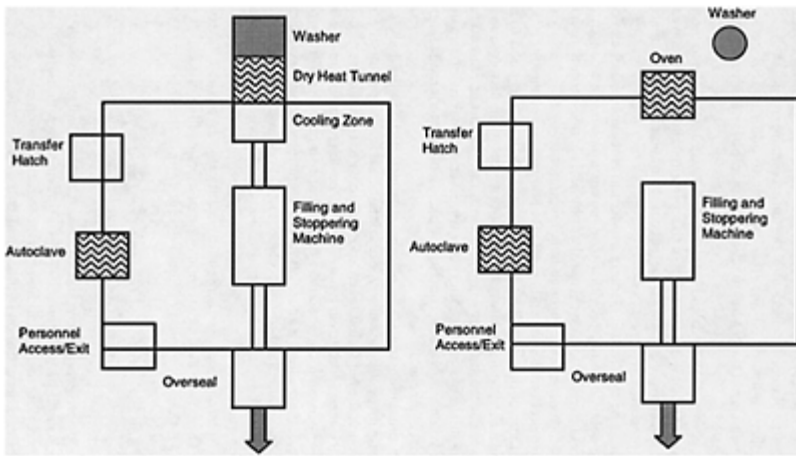 Washer
Dry Heat Tunnel
Cooling Zone
Transfer
Hatch
Filling and
Stoppering
Machine
Autoclave
Personnel
Access/Exit
Overseal
Washer
Oven
Transfer
Hatch
Filling and
Stoppering
Machine
Autoclave
Personnel
Access/Exit
Overseal